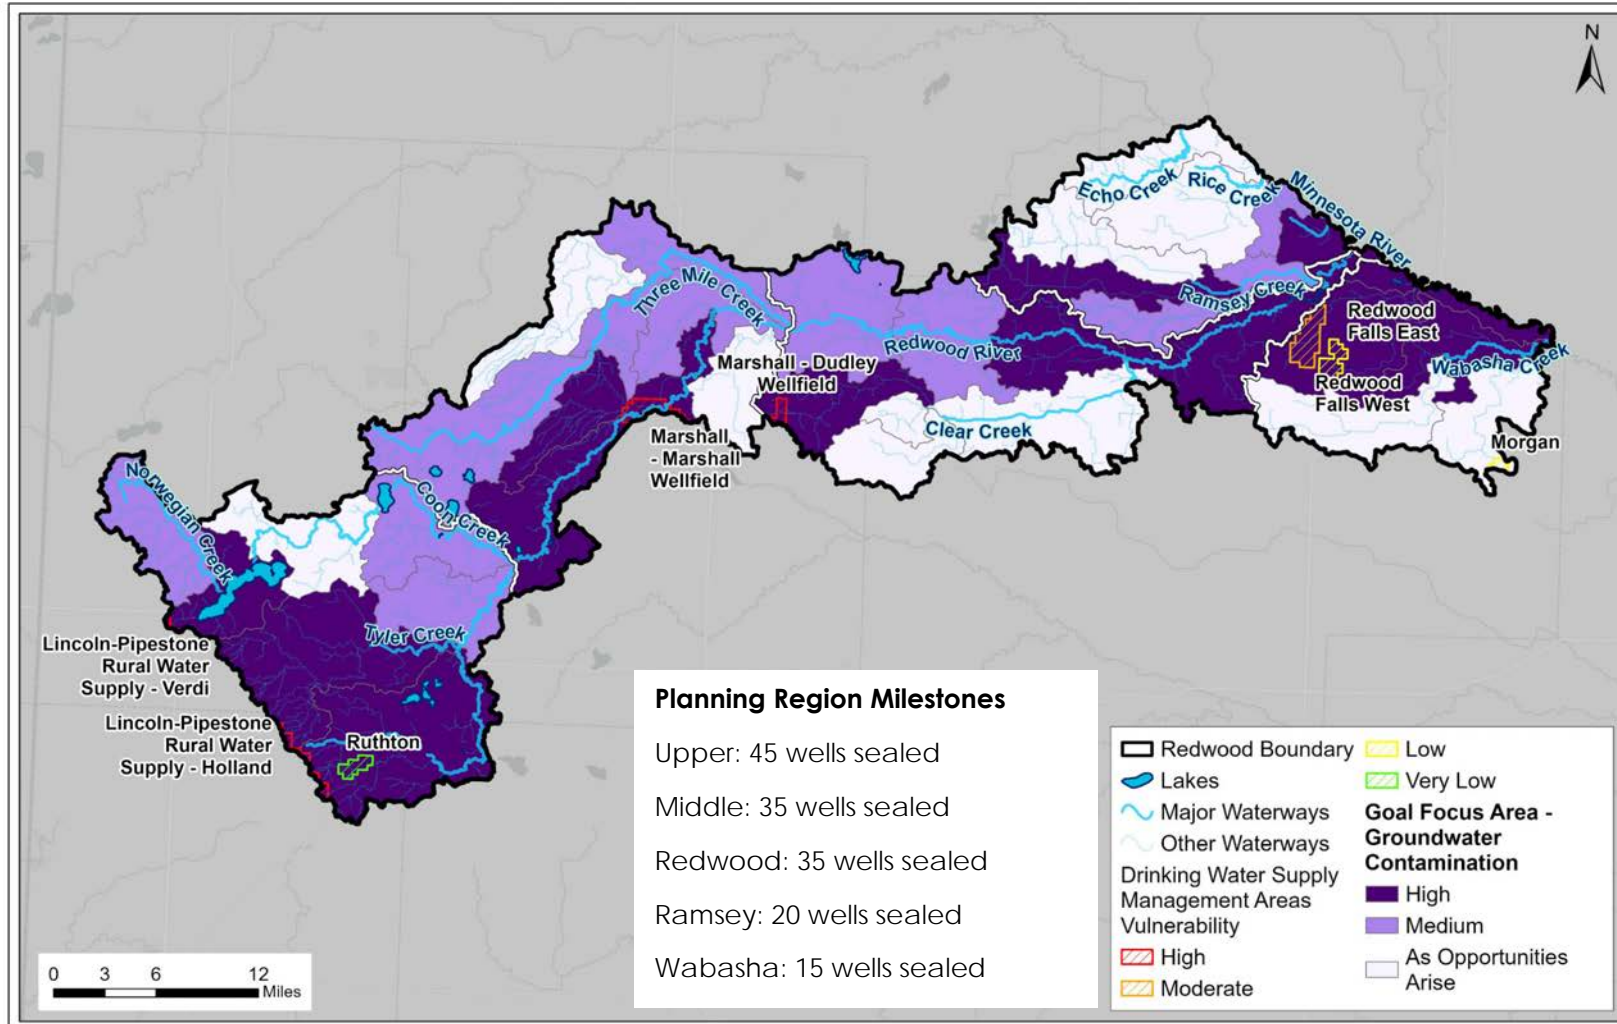 N
Echo Creek
Rice Creek
Minnesota River
Three Mile Creek
Ramsey Creek
Redwood
Falls East
Redwood River
Wabasha Creek
Marshall - Dudley
Wellfield
Redwood
Falls West
Clear Creek
Marshall
- Marshall
Wellfield
Morgan
Norwegian Creek
Coon Creek
Tyler Creek
Lincoln-Pipestone
Rural Water
Supply - Verdi
Lincoln-Pipestone
Rural Water
Supply - Holland
Ruthton
Planning Region Milestones
Upper: 45 wells sealed
Middle: 35 wells sealed
Redwood: 35 wells sealed
Ramsey: 20 wells sealed
Wabasha: 15 wells sealed
Redwood Boundary
Lakes
Major Waterways
Other Waterways
Drinking Water Supply
Management Areas
Vulnerability
High
Moderate
Low
Very Low
Goal Focus Area -
Groundwater
Contamination
High
Medium
As Opportunities
Arise
0 3 6 12
Miles